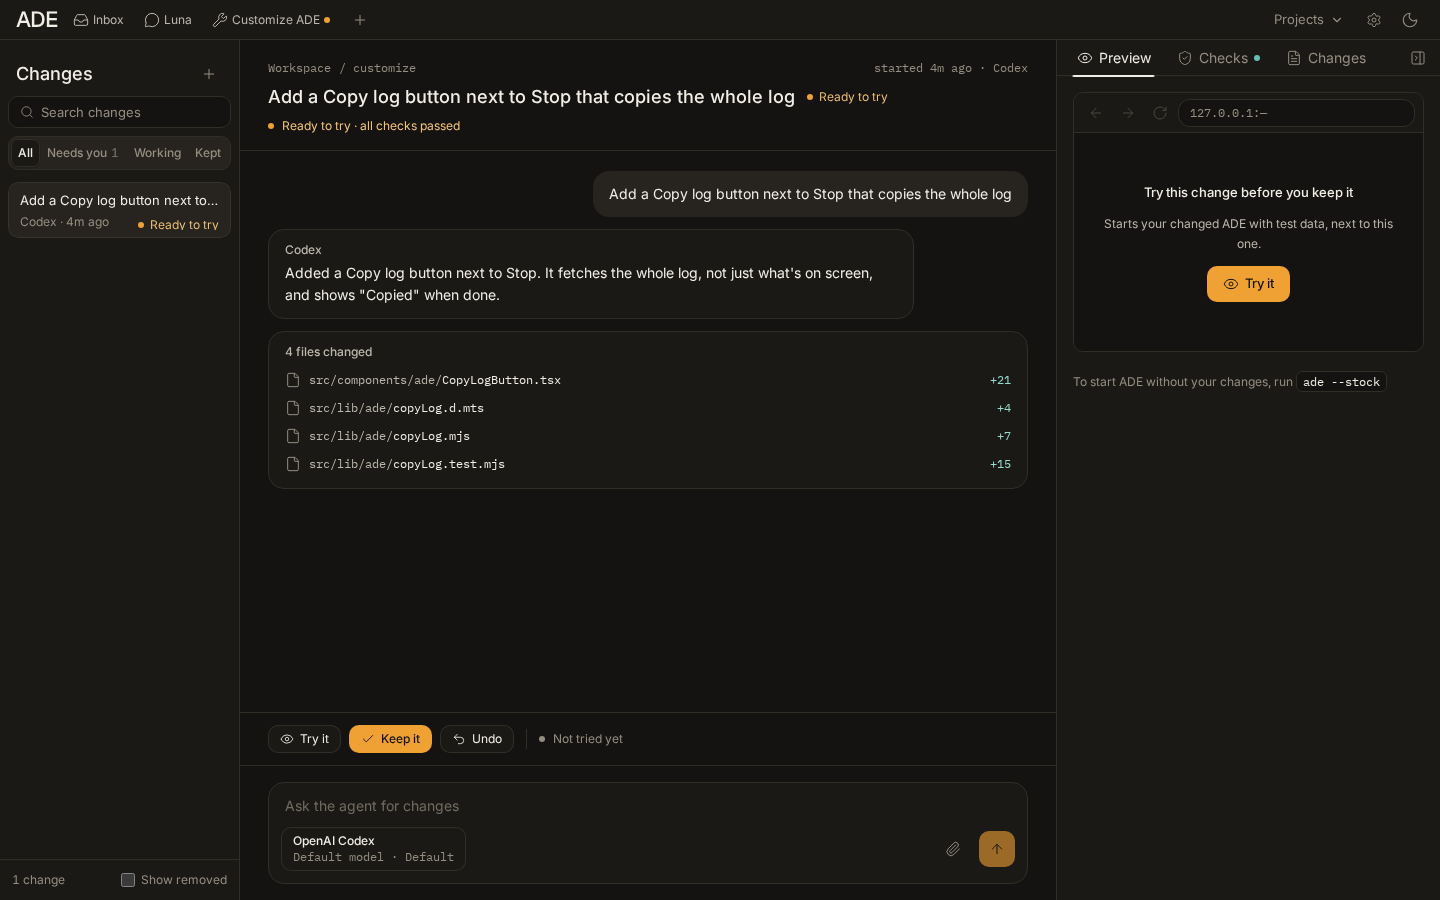 ADE
Inbox
Luna
Customize ADE
Projects
Changes
Search changes
All
Needs you 1
Working
Kept
Add a Copy log button next to...
Codex · 4m ago
Ready to try
1 change
Show removed
Workspace / customize
started 4m ago · Codex
Add a Copy log button next to Stop that copies the whole log
Ready to try
Ready to try · all checks passed
Add a Copy log button next to Stop that copies the whole log
Codex
Added a Copy log button next to Stop. It fetches the whole log, not just what's on screen,
and shows "Copied" when done.
4 files changed
src/components/ade/CopyLogButton.tsx +21
src/lib/ade/copyLog.d.mts +4
src/lib/ade/copyLog.mjs +7
src/lib/ade/copyLog.test.mjs +15
Try it
Keep it
Undo
Not tried yet
Ask the agent for changes
OpenAI Codex
Default model · Default
Preview
Checks
Changes
127.0.0.1:—
Try this change before you keep it
Starts your changed ADE with test data, next to this
one.
Try it
To start ADE without your changes, run ade --stock